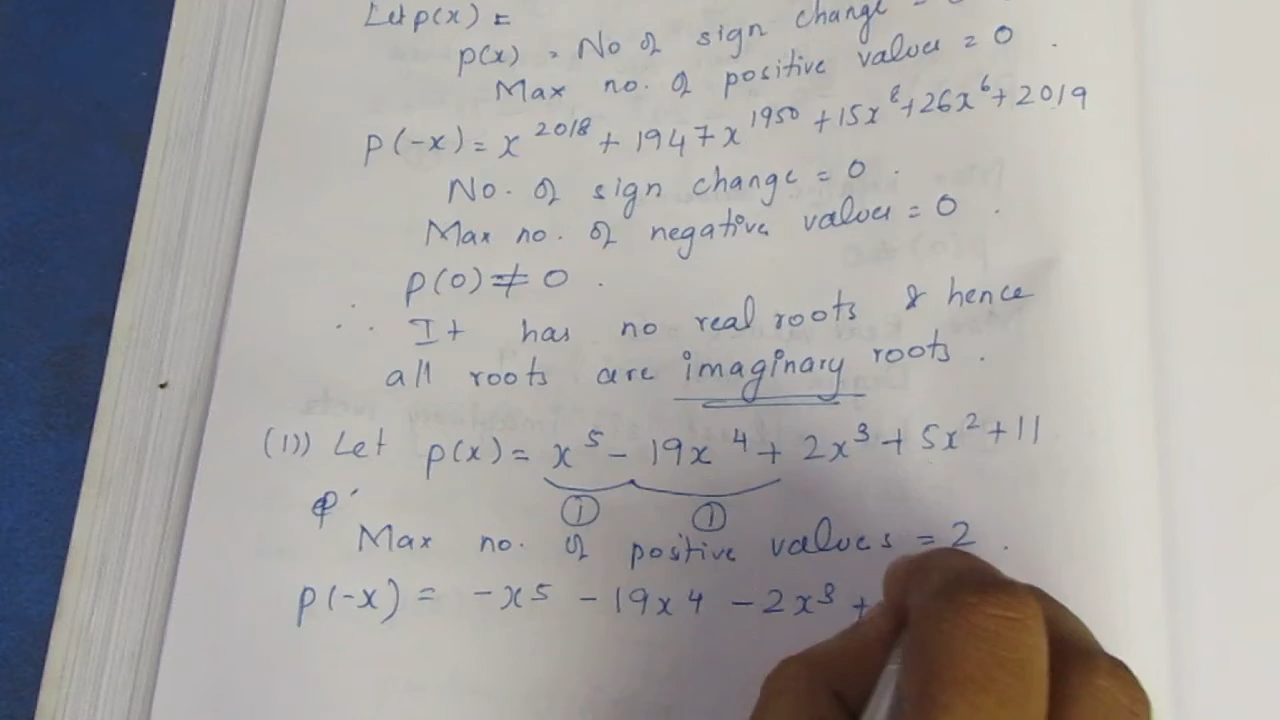 Let p(x) =
p(x) = No of sign change =
Max no. of positive values = 0 .
p(-x) = x^2018 + 1947x^1950 + 15x^8 + 26x^6 + 2019
No. of sign change = 0 .
Max no. of negative values = 0 .
p(0) ≠ 0 .
∴ It has no real roots & hence
all roots are imaginary roots .
(11) Let p(x) = x^5 - 19x^4 + 2x^3 + 5x^2 + 11
① ①
Max no. of positive values = 2 .
p(-x) = -x^5 - 19x^4 - 2x^3 +